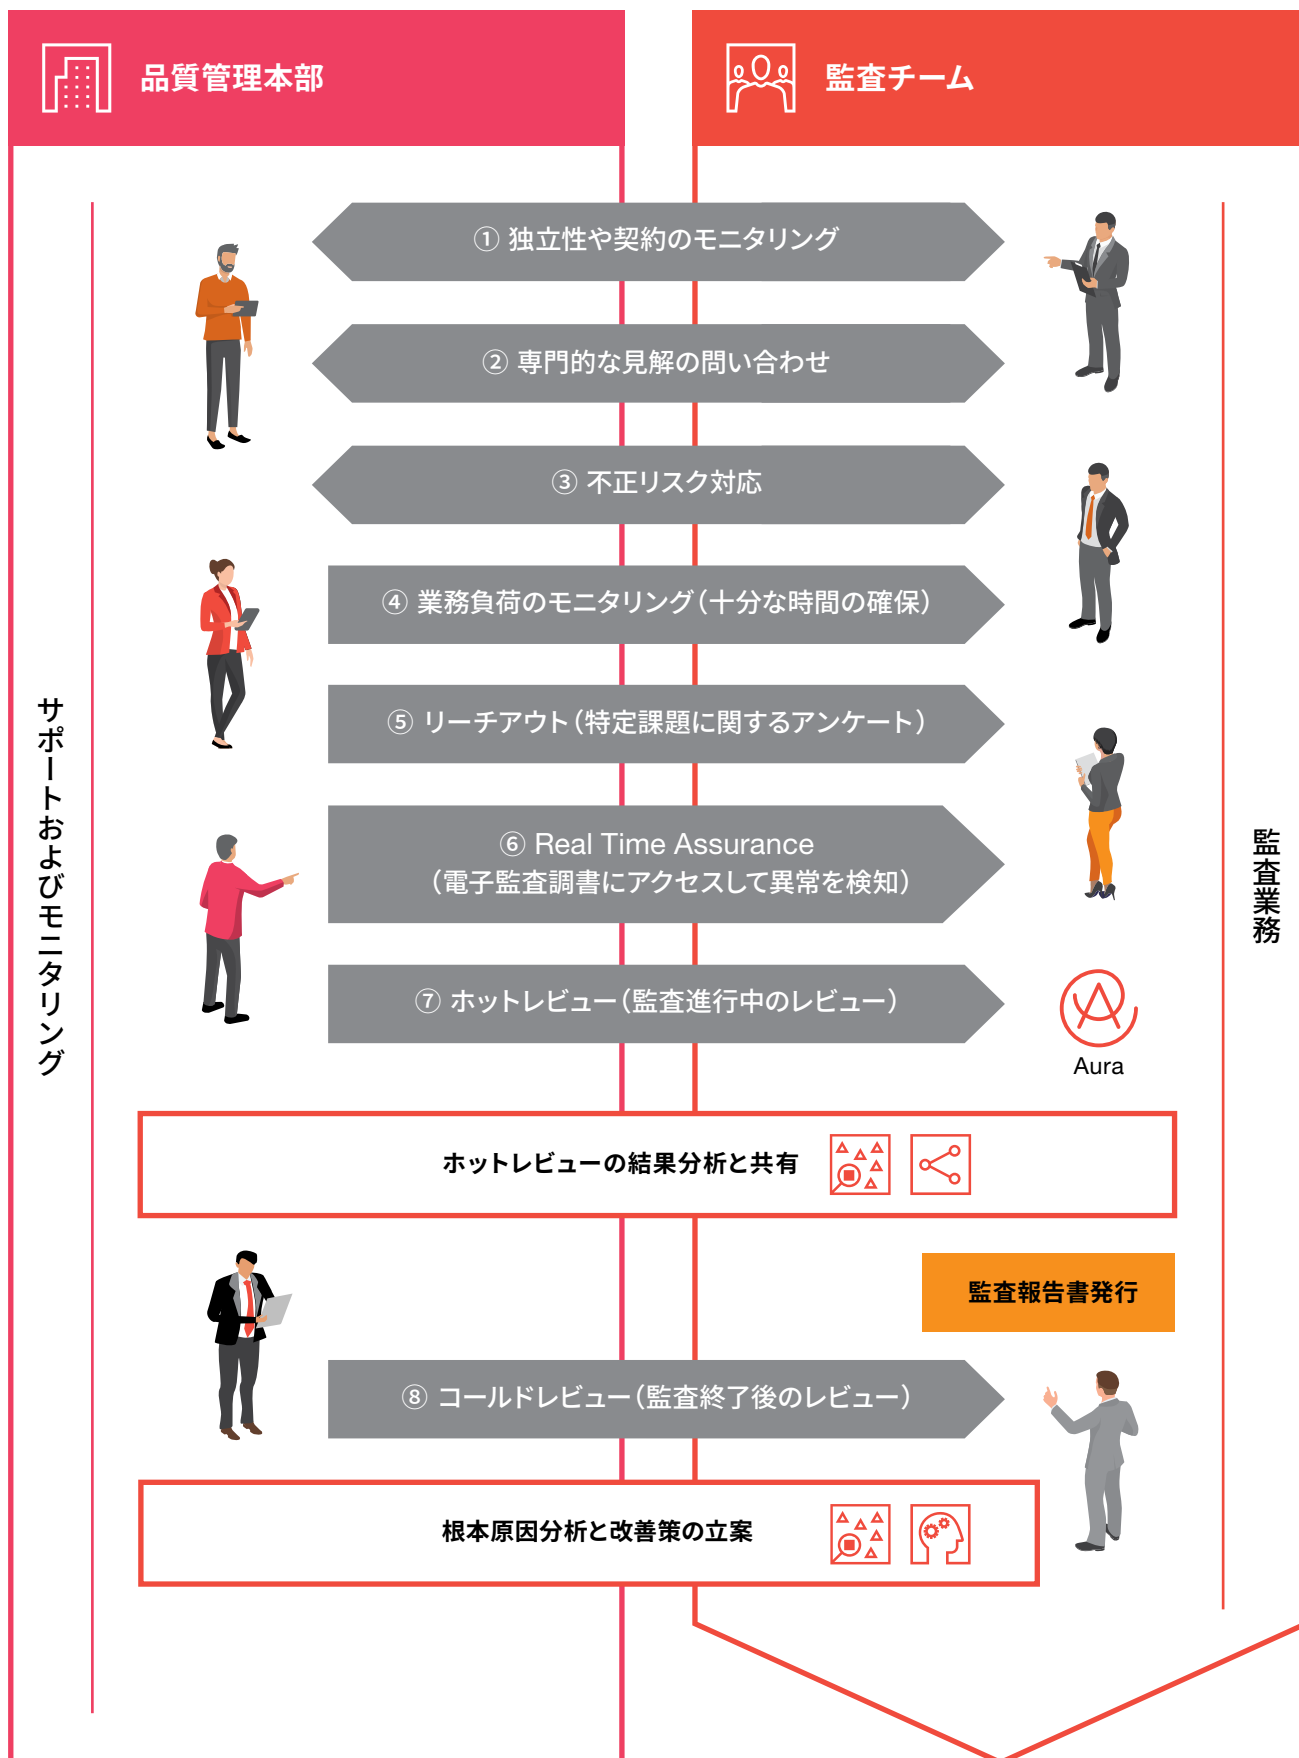 品質管理本部
監査チーム
サポートおよびモニタリング
監査業務
① 独立性や契約のモニタリング
② 専門的な見解の問い合わせ
③ 不正リスク対応
④ 業務負荷のモニタリング（十分な時間の確保）
⑤ リーチアウト（特定課題に関するアンケート）
⑥ Real Time Assurance
（電子監査調書にアクセスして異常を検知）
⑦ ホットレビュー（監査進行中のレビュー）
Aura
ホットレビューの結果分析と共有
監査報告書発行
⑧ コールドレビュー（監査終了後のレビュー）
根本原因分析と改善策の立案